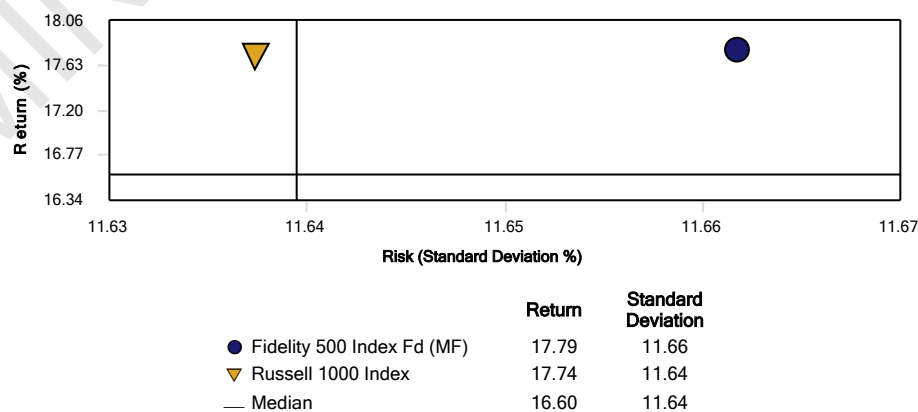 18.06
17.63
17.20
16.77
16.34
Return (%)
11.63 11.64 11.65 11.66 11.67
Risk (Standard Deviation %)
Return Standard Deviation
Fidelity 500 Index Fd (MF) 17.79 11.66
Russell 1000 Index 17.74 11.64
Median 16.60 11.64